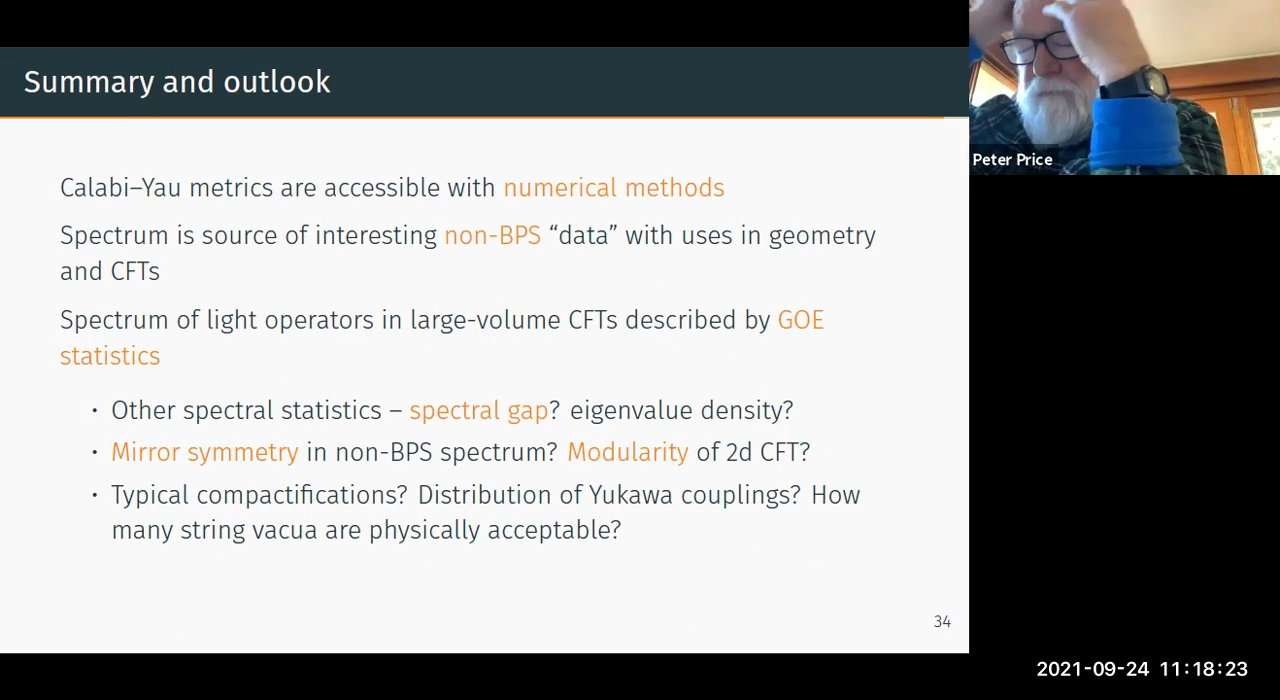 Summary and outlook
Calabi–Yau metrics are accessible with numerical methods
Spectrum is source of interesting non-BPS “data” with uses in geometry
and CFTs
Spectrum of light operators in large-volume CFTs described by GOE
statistics
• Other spectral statistics – spectral gap? eigenvalue density?
• Mirror symmetry in non-BPS spectrum? Modularity of 2d CFT?
• Typical compactifications? Distribution of Yukawa couplings? How
many string vacua are physically acceptable?
34
Peter Price
2021-09-24 11:18:23